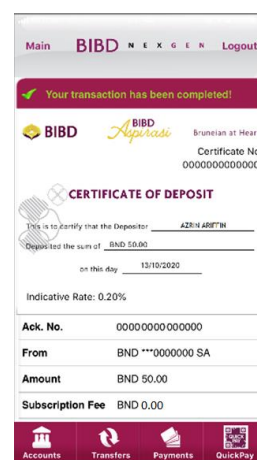 Main BIBD NEXGEN Logout
Your transaction has been completed!
BIBD BIBD Aspirasi Bruneian at Hear
Certificate No
0000000000000
CERTIFICATE OF DEPOSIT
This is to certify that the Depositor AZRIN ARIFFIN
Deposited the sum of BND 50.00
on this day 13/10/2020
Indicative Rate: 0.20%
Ack. No. 00000000000000
From BND ***0000000 SA
Amount BND 50.00
Subscription Fee BND 0.00
Accounts Transfers Payments QuickPay
QUICK PAY